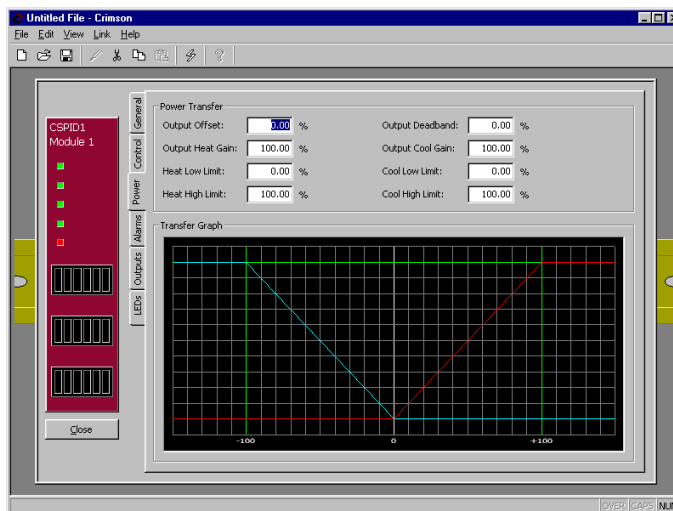 Untitled File - Crimson
File Edit View Link Help
CSPID1
Module 1
Close
General
Control
Power
Alarms
Outputs
LEDs
Power Transfer
Output Offset: 0.00 % Output Deadband: 0.00 %
Output Heat Gain: 100.00 % Output Cool Gain: 100.00 %
Heat Low Limit: 0.00 % Cool Low Limit: 0.00 %
Heat High Limit: 100.00 % Cool High Limit: 100.00 %
Transfer Graph
-100 0 +100
OVER CAPS NUM